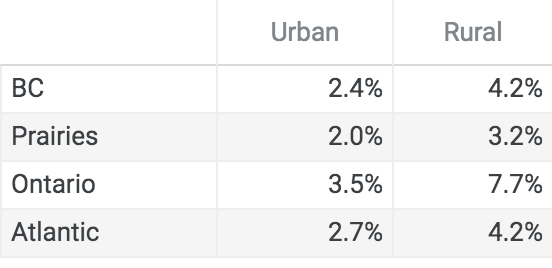 Urban Rural
BC 2.4% 4.2%
Prairies 2.0% 3.2%
Ontario 3.5% 7.7%
Atlantic 2.7% 4.2%